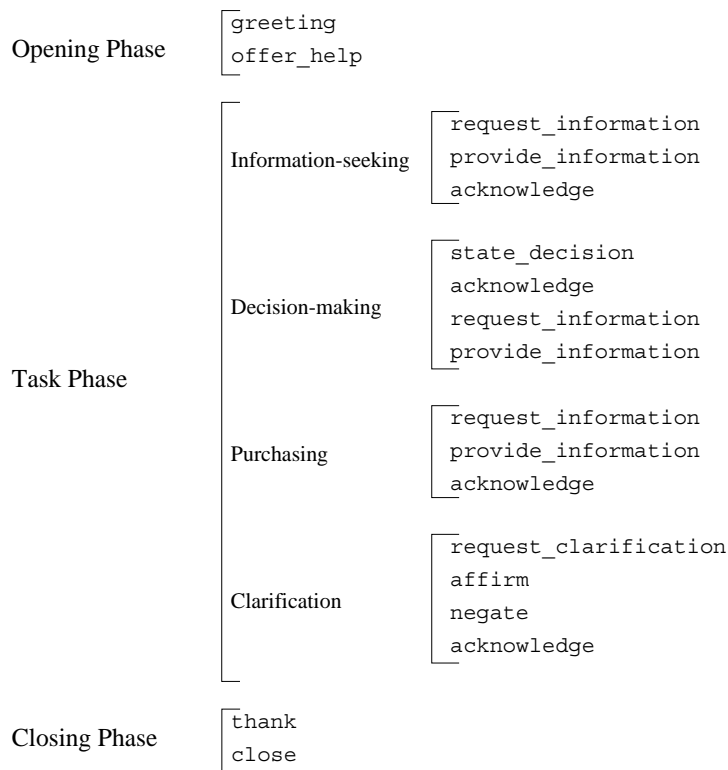 Opening Phase
greeting
offer_help
Task Phase
Information-seeking
request_information
provide_information
acknowledge
Decision-making
state_decision
acknowledge
request_information
provide_information
Purchasing
request_information
provide_information
acknowledge
Clarification
request_clarification
affirm
negate
acknowledge
Closing Phase
thank
close